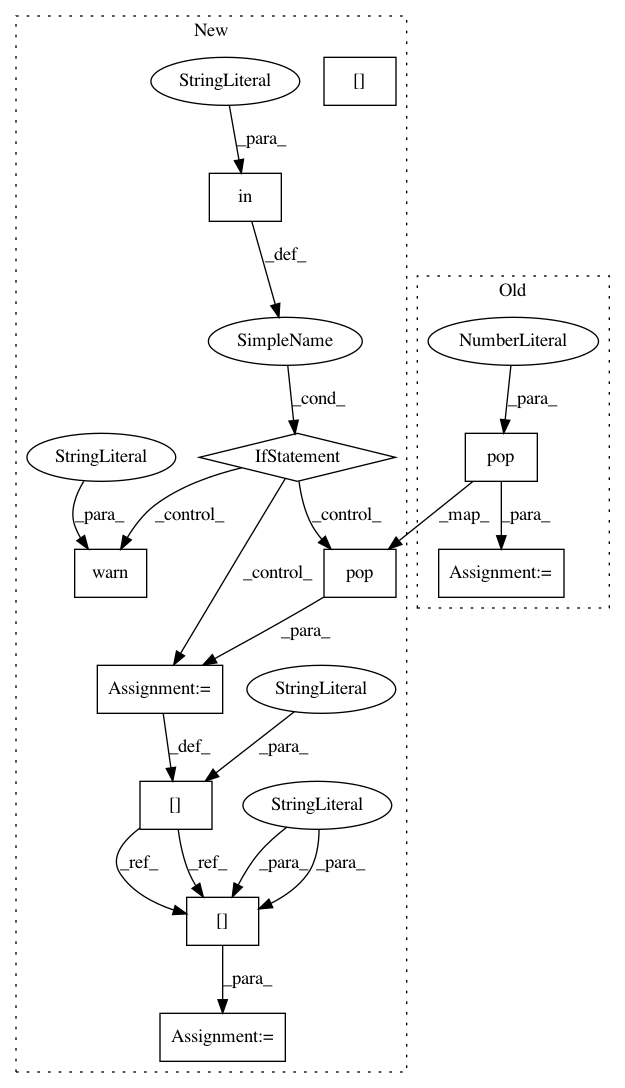 New
StringLiteral
[]
_para_
in
_def_
Old
SimpleName
NumberLiteral
_cond_
_para_
StringLiteral
IfStatement
pop
_para_
_control_
_control_
_map_
_para_
warn
_control_
pop
Assignment:=
_para_
Assignment:=
StringLiteral
_def_
_para_
[]
StringLiteral
_ref_
_ref_
_para_
_para_
[]
_para_
Assignment:=